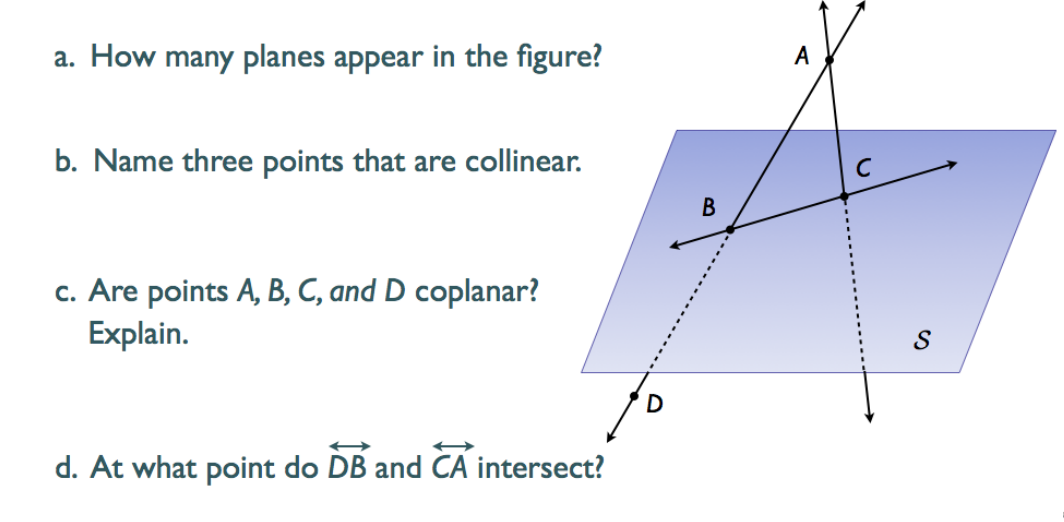 a. How many planes appear in the figure?
b. Name three points that are collinear.
c. Are points A, B, C, and D coplanar?
Explain.
d. At what point do DB and CA intersect?
A
C
B
S
D